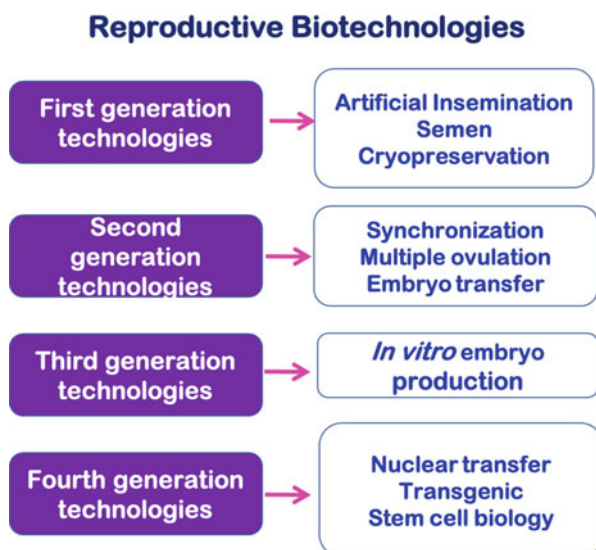 Reproductive Biotechnologies
First generation
technologies
Artificial Insemination
Semen
Cryopreservation
Second
generation
technologies
Synchronization
Multiple ovulation
Embryo transfer
Third generation
technologies
In vitro embryo
production
Fourth generation
technologies
Nuclear transfer
Transgenic
Stem cell biology